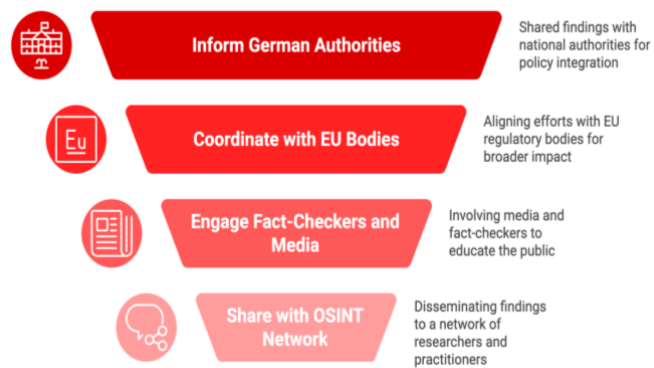 Inform German Authorities
Shared findings with
national authorities for
policy integration
Eu
Coordinate with EU Bodies
Aligning efforts with EU
regulatory bodies for
broader impact
Engage Fact-Checkers and
Media
Involving media and
fact-checkers to
educate the public
Share with OSINT
Network
Disseminating findings
to a network of
researchers and
practitioners